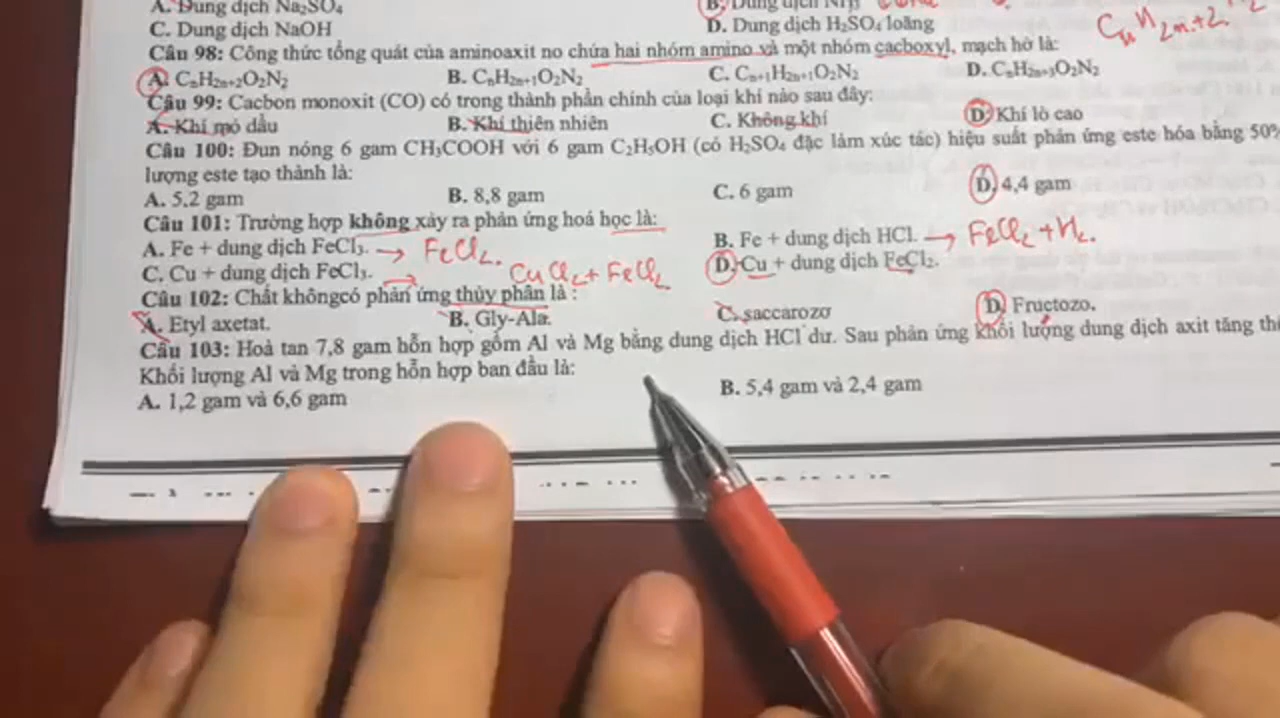 A. Dung dịch Na₂SO₄
B. Dung dịch
C. Dung dịch NaOH
D. Dung dịch H₂SO₄ loãng
CₙH₂ₙ₊₂
Câu 98: Công thức tổng quát của aminoaxit no chứa hai nhóm amino và một nhóm cacboxyl, mạch hở là:
A. CₙH₂ₙ₊₂O₂N₂ B. CₙH₂ₙ₊₁O₂N₂ C. Cₙ₊₁H₂ₙ₊₁O₂N₂ D. CₙH₂ₙ₊₃O₂N₂
Câu 99: Cacbon monoxit (CO) có trong thành phần chính của loại khí nào sau đây:
A. Khí mỏ dầu B. Khí thiên nhiên C. Không khí D. Khí lò cao
Câu 100: Đun nóng 6 gam CH₃COOH với 6 gam C₂H₅OH (có H₂SO₄ đặc làm xúc tác) hiệu suất phản ứng este hóa bằng 50%
lượng este tạo thành là:
A. 5,2 gam B. 8,8 gam C. 6 gam D. 4,4 gam
Câu 101: Trường hợp không xảy ra phản ứng hoá học là:
A. Fe + dung dịch FeCl₃. → FeCl₂. B. Fe + dung dịch HCl. → FeCl₂ + H₂.
C. Cu + dung dịch FeCl₃. → CuCl₂ + FeCl₂ D. Cu + dung dịch FeCl₂.
Câu 102: Chất khôngcó phản ứng thủy phân là :
A. Etyl axetat. B. Gly-Ala. C. saccarozơ D. Fructozo.
Câu 103: Hoà tan 7,8 gam hỗn hợp gồm Al và Mg bằng dung dịch HCl dư. Sau phản ứng khối lượng dung dịch axit tăng
Khối lượng Al và Mg trong hỗn hợp ban đầu là:
A. 1,2 gam và 6,6 gam B. 5,4 gam và 2,4 gam